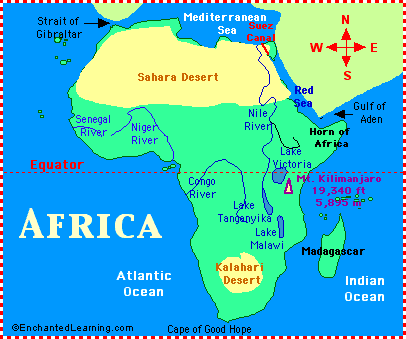 Strait of
Gibraltar
Mediterranean
Sea
Suez
Canal
N
W
E
S
Sahara Desert
Red
Sea
Gulf of
Aden
Senegal
River
Niger
River
Nile
River
Horn of
Africa
Lake
Victoria
Equator
Mt. Kilimanjaro
19,340 ft
5,895 m
Congo
River
Lake
Tanganyika
Lake
Malawi
AFRICA
Madagascar
Kalahari
Desert
Atlantic
Ocean
Indian
Ocean
©EnchantedLearning.com
Cape of Good Hope